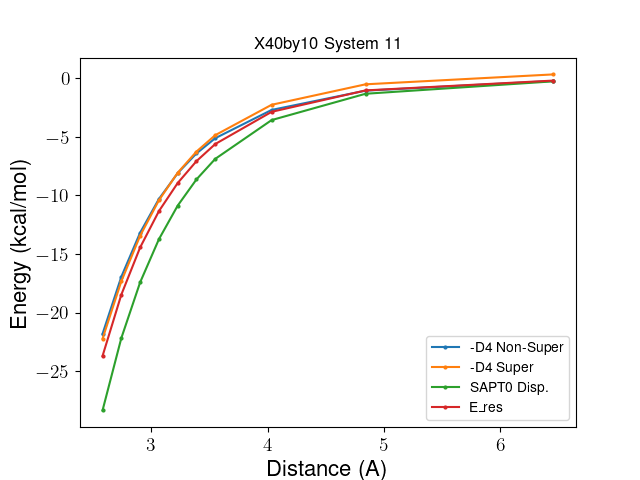 X40by10 System 11
Energy (kcal/mol)
0
−5
−10
−15
−20
−25
3
4
5
6
Distance (A)
-D4 Non-Super
-D4 Super
SAPT0 Disp.
E_res